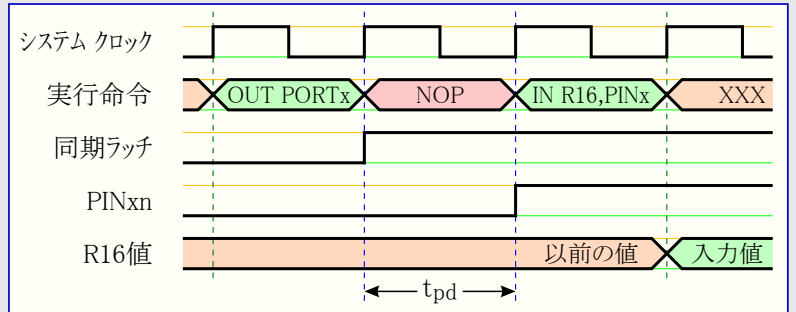 システム クロック
実行命令 OUT PORTx NOP IN R16,PINx XXX
同期ラッチ
PINxn
R16値 以前の値 入力値
tpd